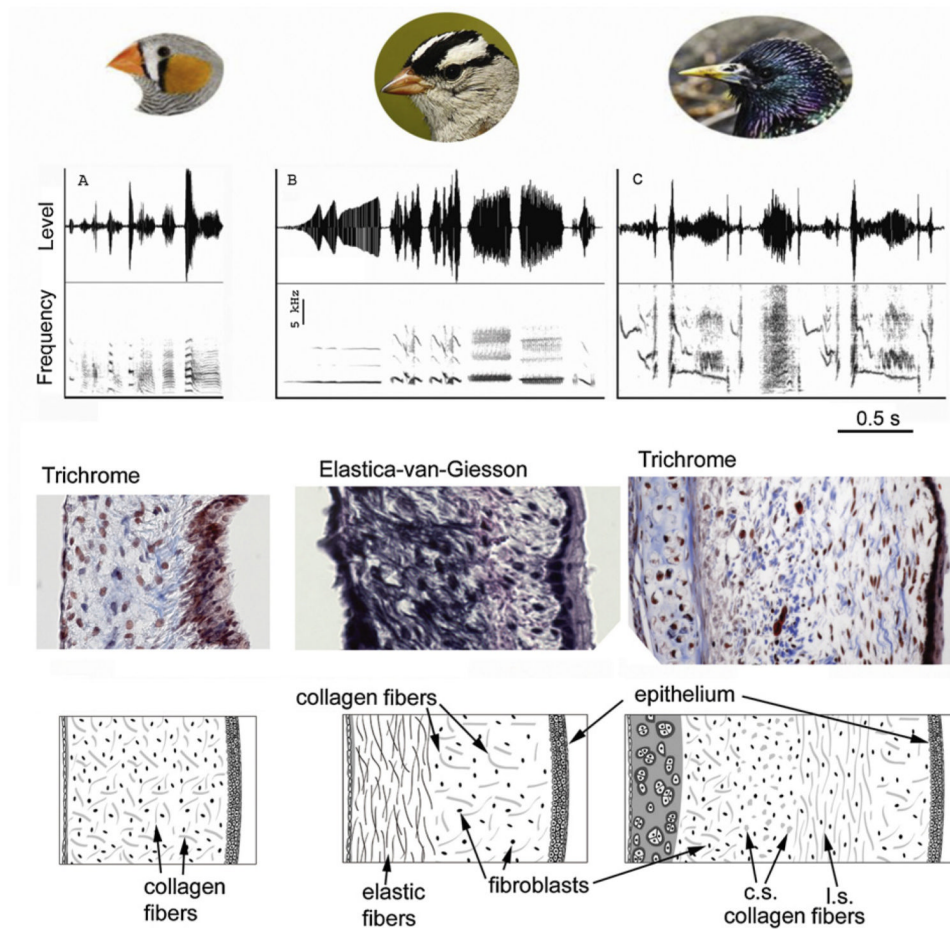 A
B
C
Level
Frequency
5 kHz
0.5 s
Trichrome
Elastica-van-Giesson
Trichrome
collagen fibers
epithelium
collagen
fibers
elastic
fibers
fibroblasts
c.s.
l.s.
collagen fibers